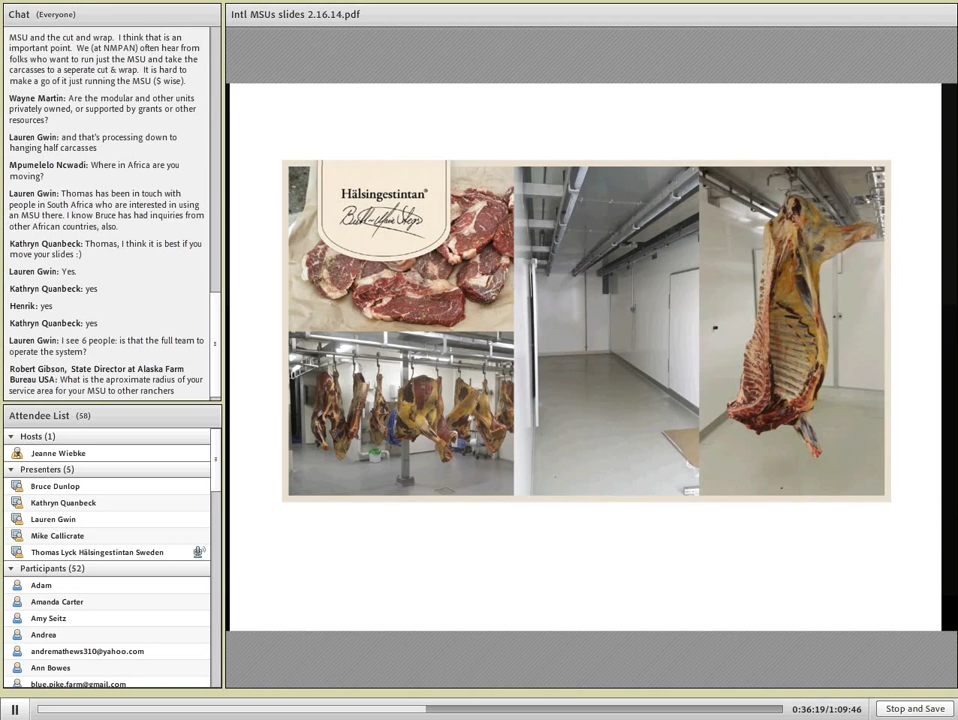 Chat (Everyone)
MSU and the cut and wrap. I think that is an
important point. We (at NMPAN) often hear from
folks who want to run just the MSU and take the
carcasses to a seperate cut & wrap. It is hard to
make a go of it just running the MSU ($ wise).
Wayne Martin: Are the modular and other units
privately owned, or supported by grants or other
resources?
Lauren Gwin: and that's processing down to
hanging half carcasses
Mpumelelo Ncwadi: Where in Africa are you
moving?
Lauren Gwin: Thomas has been in touch with
people in South Africa who are interested in using
an MSU there. I know Bruce has had inquiries from
other African countries, also.
Kathryn Quanbeck: Thomas, I think it is best if you
move your slides :)
Lauren Gwin: Yes.
Kathryn Quanbeck: yes
Henrik: yes
Kathryn Quanbeck: yes
Lauren Gwin: I see 6 people: is that the full team to
operate the system?
Robert Gibson, State Director at Alaska Farm
Bureau USA: What is the aproximate radius of your
service area for your MSU to other ranchers
Attendee List (58)
Hosts (1)
Jeanne Wiebke
Presenters (5)
Bruce Dunlop
Kathryn Quanbeck
Lauren Gwin
Mike Callicrate
Thomas Lyck Hälsingestintan Sweden
Participants (52)
Adam
Amanda Carter
Amy Seitz
Andrea
andremathews310@yahoo.com
Ann Bowes
blue.pike.farm@gmail.com
Intl MSUs slides 2.16.14.pdf
Hälsingestintan®
0:36:19/1:09:46
Stop and Save